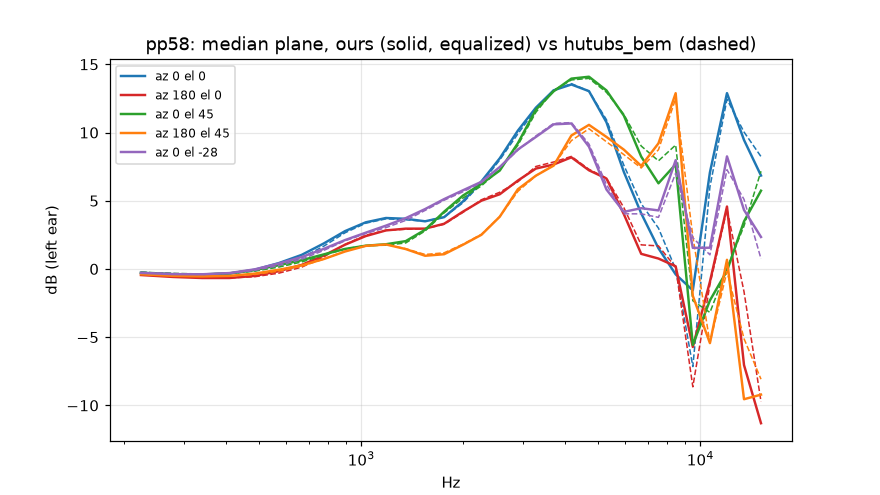 pp58: median plane, ours (solid, equalized) vs hutubs_bem (dashed)
az 0 el 0
az 180 el 0
az 0 el 45
az 180 el 45
az 0 el -28
15
10
5
0
−5
−10
dB (left ear)
10³
10⁴
Hz